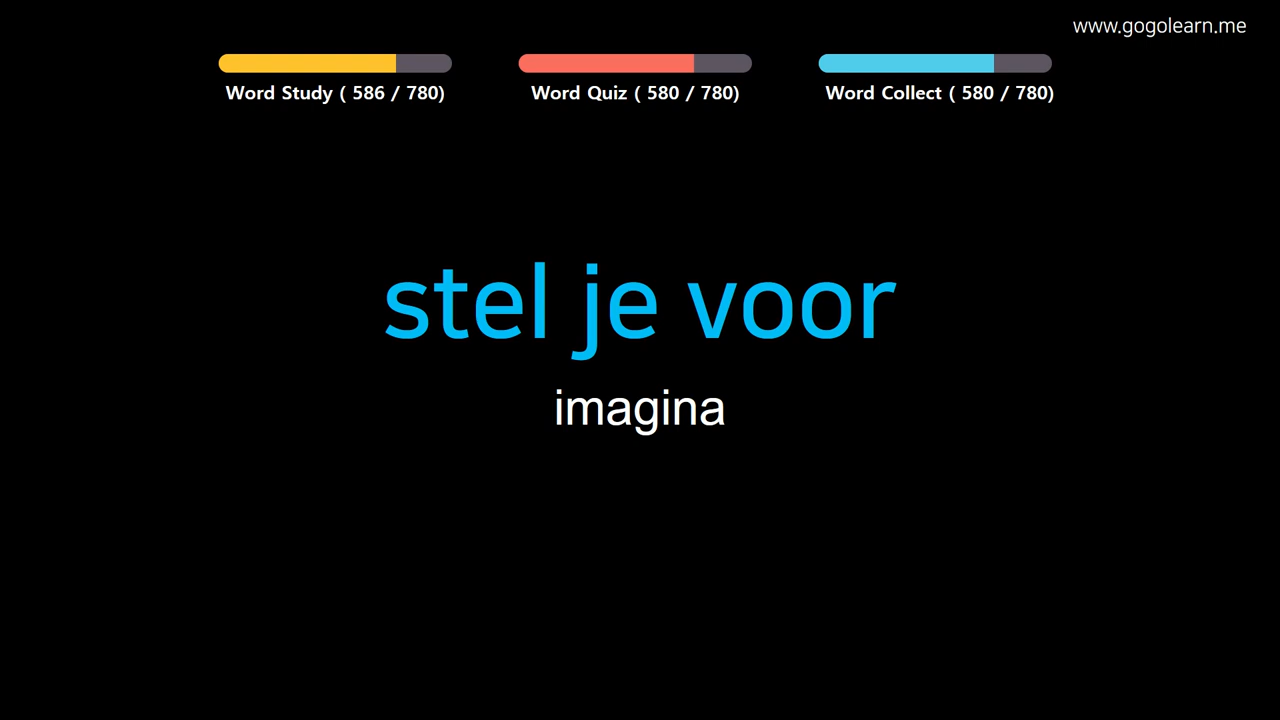 www.gogolearn.me
Word Study ( 586 / 780)
Word Quiz ( 580 / 780)
Word Collect ( 580 / 780)
stel je voor
imagina